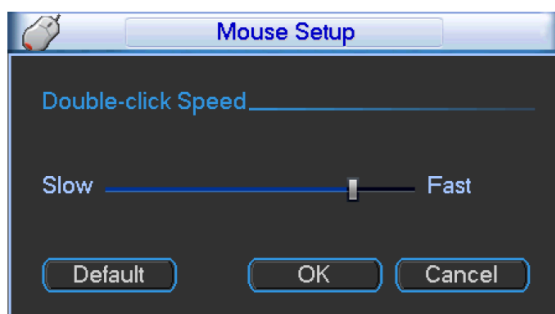 Mouse Setup
Double-click Speed
Slow Fast
Default OK Cancel